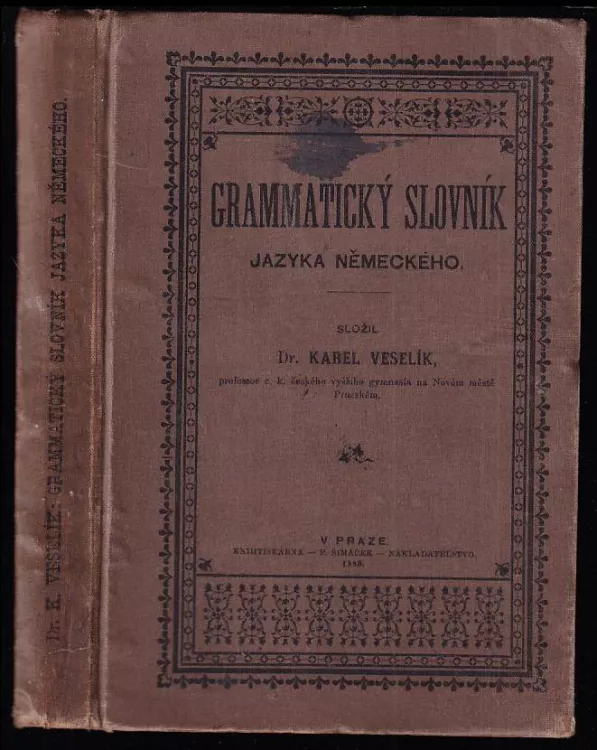 Dr. K. VESELÍK: GRAMMATICKÝ SLOVNÍK JAZYKA NĚMECKÉHO.
GRAMMATICKÝ SLOVNÍK
JAZYKA NĚMECKÉHO.
SLOŽIL
Dr. KAREL VESELÍK,
professor c. k. českého vyššího gymnasia na Novém městě
Pražském.
V PRAZE.
KNIHTISKÁRNA — F. ŠIMÁČEK — NAKLADATELSTVO.